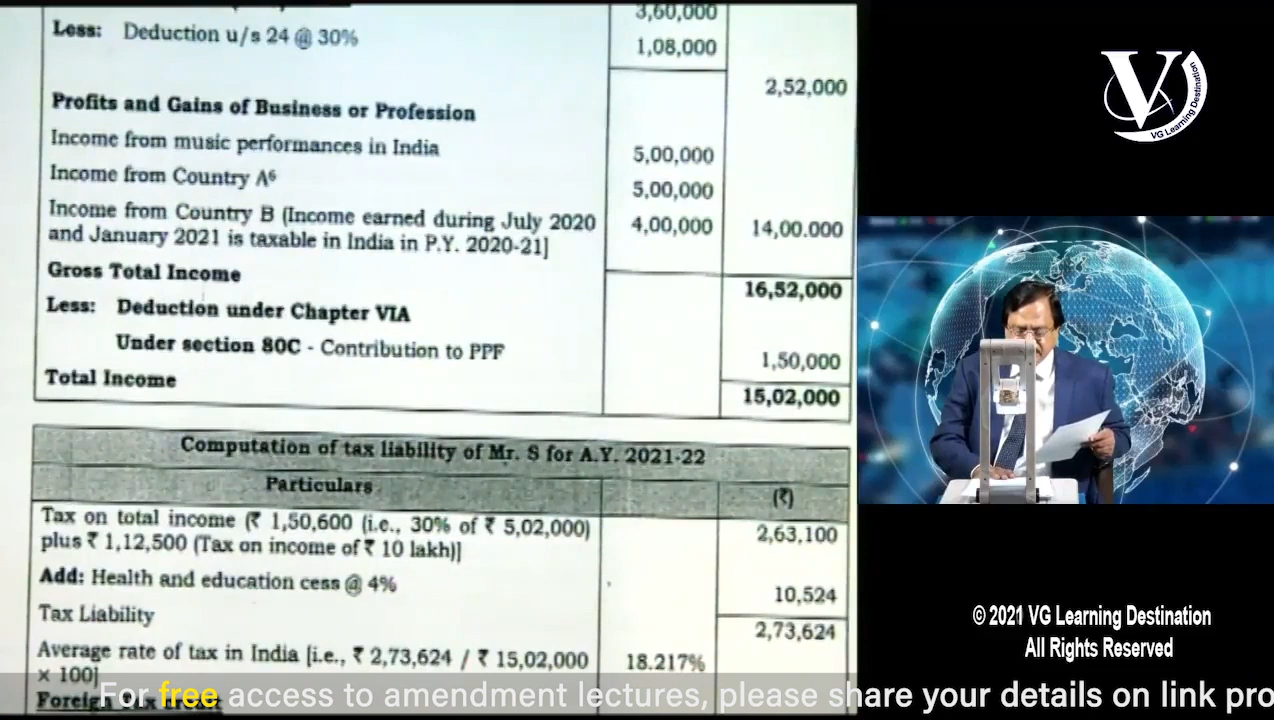 3,60,000
Less: Deduction u/s 24 @ 30%
1,08,000
2,52,000
Profits and Gains of Business or Profession
Income from music performances in India
5,00,000
Income from Country A⁶
5,00,000
Income from Country B (Income earned during July 2020
and January 2021 is taxable in India in P.Y. 2020-21]
4,00,000
14,00.000
Gross Total Income
16,52,000
Less: Deduction under Chapter VIA
Under section 80C - Contribution to PPF
1,50,000
Total Income
15,02,000
Computation of tax liability of Mr. S for A.Y. 2021-22
Particulars
(₹)
Tax on total income (₹ 1,50,600 (i.e., 30% of ₹ 5,02,000)
plus ₹ 1,12,500 (Tax on income of ₹ 10 lakh)]
2,63,100
Add: Health and education cess @ 4%
10,524
Tax Liability
2,73,624
Average rate of tax in India [i.e., ₹ 2,73,624 / ₹ 15,02,000
× 100]
18.217%
Foreign
For free access to amendment lectures, please share your details on link pro
V
VG Learning Destination
© 2021 VG Learning Destination
All Rights Reserved